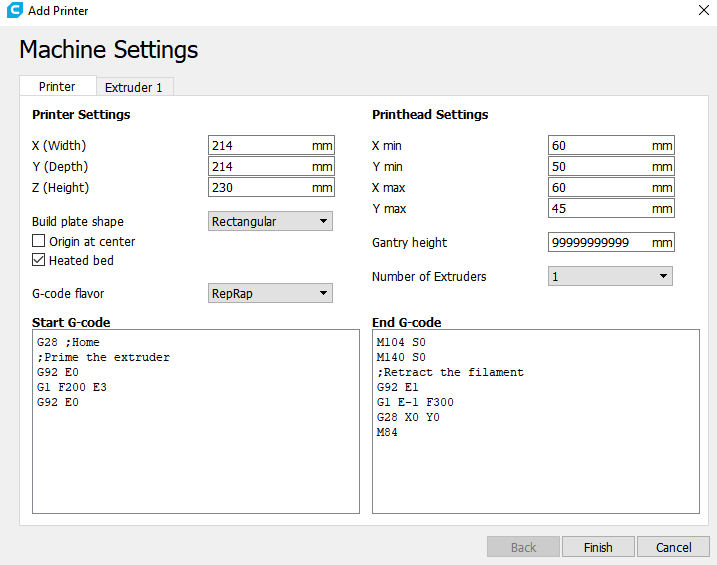 Add Printer
Machine Settings
Printer
Extruder 1
Printer Settings
X (Width) 214 mm
Y (Depth) 214 mm
Z (Height) 230 mm
Build plate shape Rectangular
Origin at center
Heated bed
G-code flavor RepRap
Printhead Settings
X min 60 mm
Y min 50 mm
X max 60 mm
Y max 45 mm
Gantry height 99999999999 mm
Number of Extruders 1
Start G-code
G28 ;Home
;Prime the extruder
G92 E0
G1 F200 E3
G92 E0
End G-code
M104 S0
M140 S0
;Retract the filament
G92 E1
G1 E-1 F300
G28 X0 Y0
M84
Back
Finish
Cancel